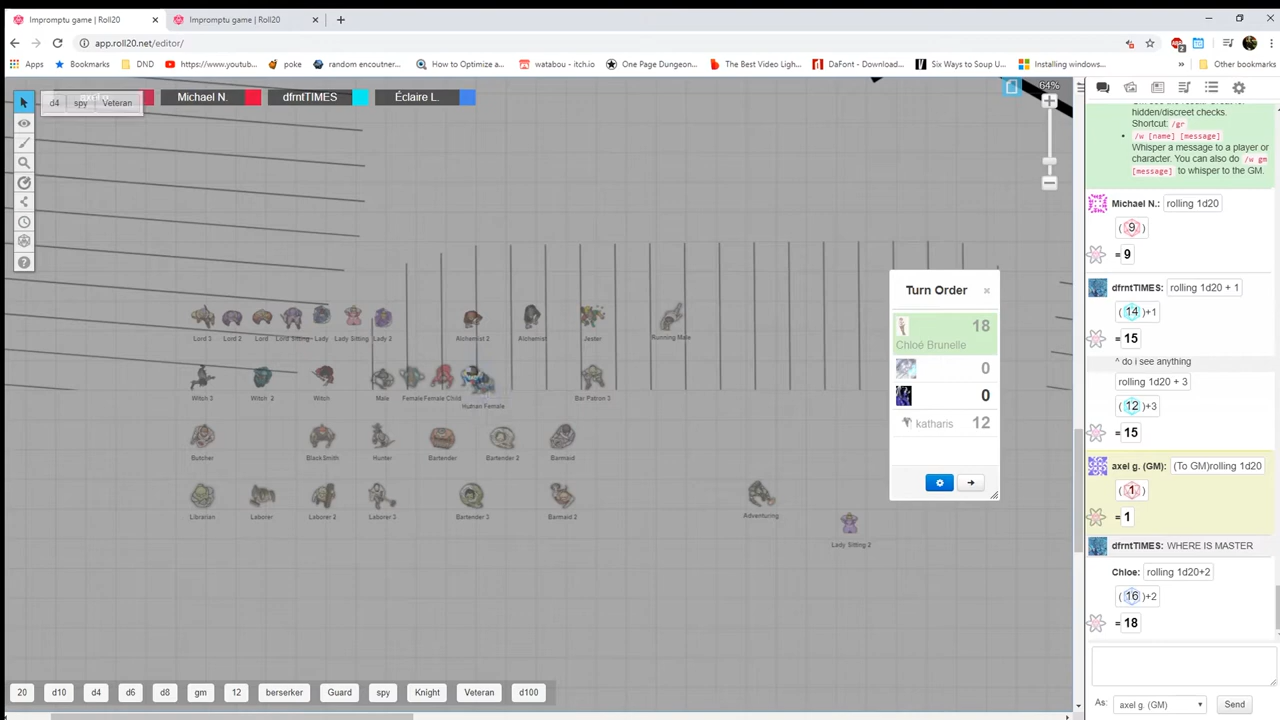 Impromptu game | Roll20
×
Impromptu game | Roll20
×
+
app.roll20.net/editor/
Apps
Bookmarks
DND
https://www.youtub...
poke
random encoutner...
How to Optimize a...
watabou - itch.io
One Page Dungeon...
The Best Video Ligh...
DaFont - Download...
Six Ways to Soup U...
Installing windows...
»
Other bookmarks
d4
spy
Veteran
Michael N.
dfrntTIMES
Éclaire L.
64%
hidden/discreet checks.
Shortcut: /gr
• /w [name] [message]
Whisper a message to a player or
character. You can also do /w gm
[message] to whisper to the GM.
Michael N.: rolling 1d20
(9)
= 9
dfrntTIMES: rolling 1d20 + 1
(14)+1
= 15
^ do i see anything
rolling 1d20 + 3
(12)+3
= 15
axel g. (GM): (To GM)rolling 1d20
(1)
= 1
dfrntTIMES: WHERE IS MASTER
Chloe: rolling 1d20+2
(16)+2
= 18
Turn Order ×
18
Chloé Brunelle
0
0
katharis 12
Lord 3
Lord 2
Lord
Lord Sitting
Lady
Lady Sitting
Lady 2
Alchemist 2
Alchemist
Jester
Running Male
Witch 3
Witch 2
Witch
Male
Female
Female Child
Human Female
Bar Patron 3
Butcher
BlackSmith
Hunter
Bartender
Bartender 2
Barmaid
Librarian
Laborer
Laborer 2
Laborer 3
Bartender 3
Barmaid 2
Adventuring
Lady Sitting 2
20
d10
d4
d6
d8
gm
12
berserker
Guard
spy
Knight
Veteran
d100
As:
axel g. (GM)
Send